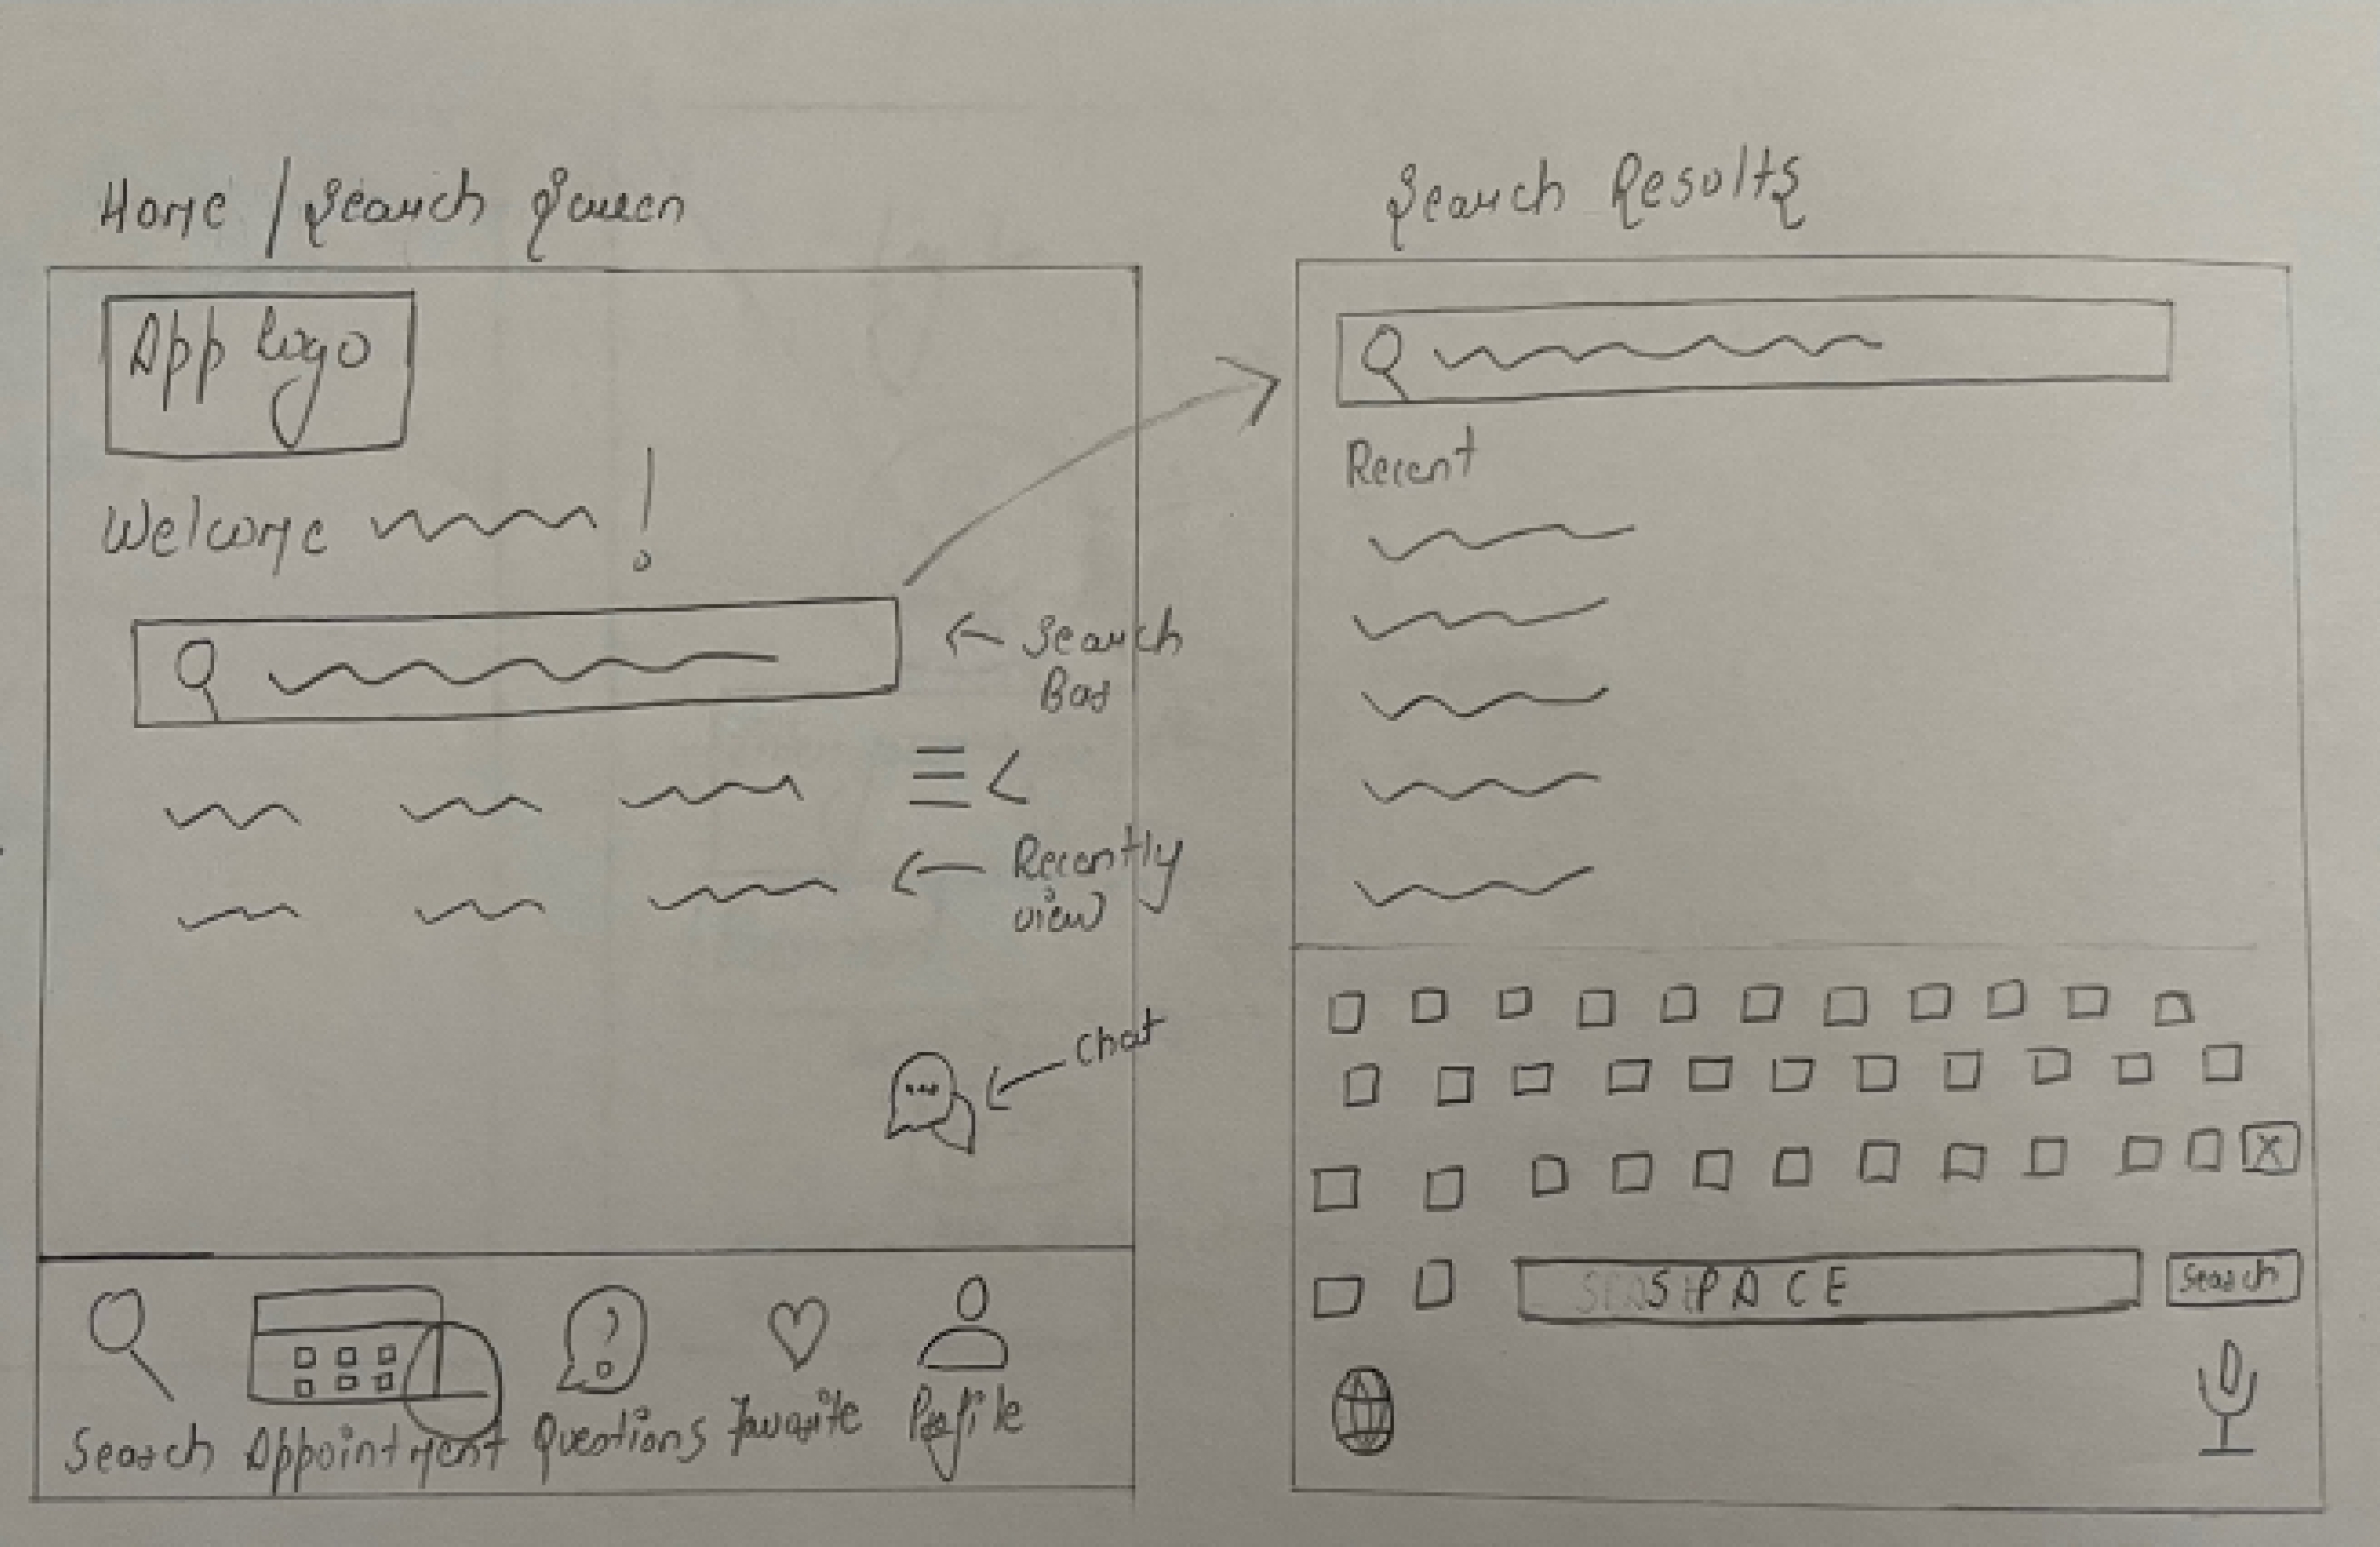 Home / Search Screen
App logo
Welcome !
Search
Bar
Recently
view
Chat
Search
Appointment
Questions
Favorite
Profile
Search Results
Recent
X
SPACE
Search